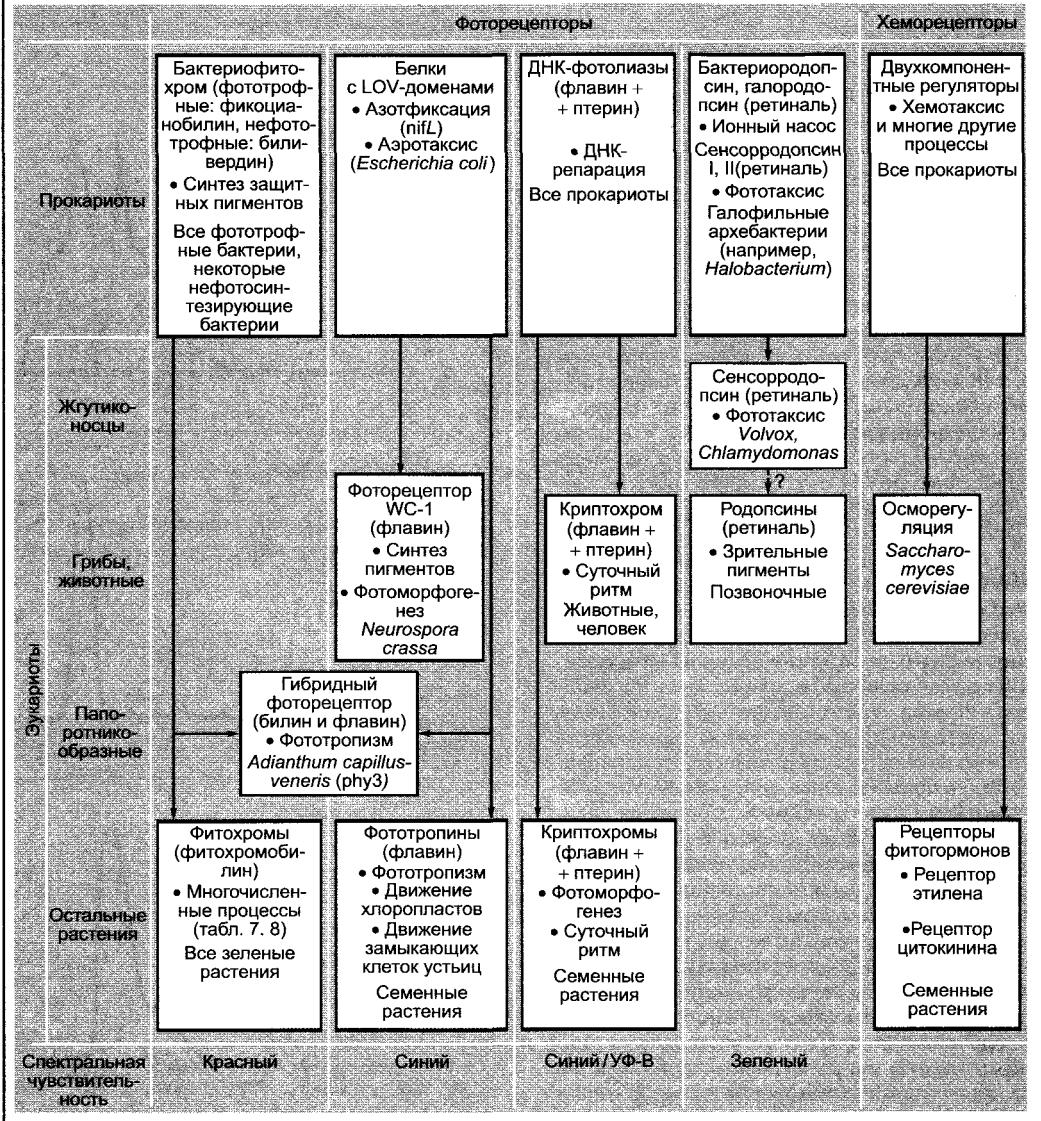 Фоторецепторы
Хеморецепторы
Прокариоты
Бактериофито-
хром (фототроф-
ные: фикоциа-
нобилин, нефото-
трофные: били-
вердин)
• Синтез защит-
ных пигментов
Все фототроф-
ные бактерии,
некоторые
нефотосин-
тезирующие
бактерии
Белки
с LOV-доменами
• Азотфиксация
(nifL)
• Аэротаксис
(Escherichia coli)
ДНК-фотолиазы
(флавин +
+ птерин)
• ДНК-
репарация
Все прокариоты
Бактериородоп-
син, галородо-
псин (ретиналь)
• Ионный насос
Сенсорродопсин
I, II(ретиналь)
• Фототаксис
Галофильные
архебактерии
(например,
Halobacterium)
Двухкомпонен-
тные регуляторы
• Хемотаксис
и многие другие
процессы
Все прокариоты
Эукариоты
Жгутико-
носцы
Сенсорродо-
псин (ретиналь)
• Фототаксис
Volvox,
Chlamydomonas
?
Грибы,
животные
Фоторецептор
WC-1
(флавин)
• Синтез
пигментов
• Фотоморфоге-
нез
Neurospora
crassa
Криптохром
(флавин +
+ птерин)
• Суточный
ритм
Животные,
человек
Родопсины
(ретиналь)
• Зрительные
пигменты
Позвоночные
Осморегу-
ляция
Saccharo-
myces
cerevisiae
Папо-
ротнико-
образные
Гибридный
фоторецептор
(билин и флавин)
• Фототропизм
Adianthum capillus-
veneris (phy3)
Остальные
растения
Фитохромы
(фитохромоби-
лин)
• Многочислен-
ные процессы
(табл. 7. 8)
Все зеленые
растения
Фототропины
(флавин)
• Фототропизм
• Движение
хлоропластов
• Движение
замыкающих
клеток устьиц
Семенные
растения
Криптохромы
(флавин +
+ птерин)
• Фотоморфо-
генез
• Суточный
ритм
Семенные
растения
Рецепторы
фитогормонов
• Рецептор
этилена
•Рецептор
цитокинина
Семенные
растения
Спектральная
чувствитель-
ность
Красный
Синий
Синий/УФ-В
Зеленый